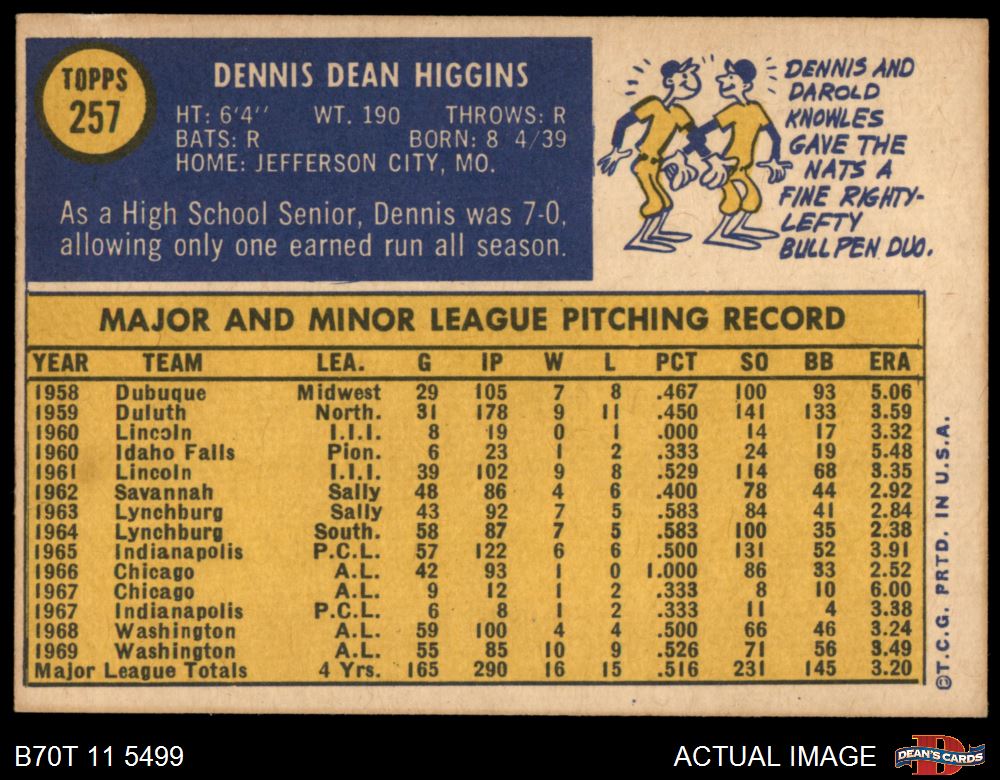 TOPPS
257
DENNIS DEAN HIGGINS
HT: 6'4" WT. 190 THROWS: R
BATS: R BORN: 8 4/39
HOME: JEFFERSON CITY, MO.
As a High School Senior, Dennis was 7-0,
allowing only one earned run all season.
DENNIS AND
DAROLD
KNOWLES
GAVE THE
NATS A
FINE RIGHTY-
LEFTY
BULLPEN DUO.
MAJOR AND MINOR LEAGUE PITCHING RECORD
YEAR TEAM LEA. G IP W L PCT SO BB ERA
1958 Dubuque Midwest 29 105 7 8 .467 100 93 5.06
1959 Duluth North. 31 178 9 11 .450 141 133 3.59
1960 Lincoln I.I.I. 8 19 0 1 .000 14 17 3.32
1960 Idaho Falls Pion. 6 23 1 2 .333 24 19 5.48
1961 Lincoln I.I.I. 39 102 9 8 .529 114 68 3.35
1962 Savannah Sally 48 86 4 6 .400 78 44 2.92
1963 Lynchburg Sally 43 92 7 5 .583 84 41 2.84
1964 Lynchburg South. 58 87 7 5 .583 100 35 2.38
1965 Indianapolis P.C.L. 57 122 6 6 .500 131 52 3.91
1966 Chicago A.L. 42 93 1 0 1.000 86 33 2.52
1967 Chicago A.L. 9 12 1 2 .333 8 10 6.00
1967 Indianapolis P.C.L. 6 8 1 2 .333 11 4 3.38
1968 Washington A.L. 59 100 4 4 .500 66 46 3.24
1969 Washington A.L. 55 85 10 9 .526 71 56 3.49
Major League Totals 4 Yrs. 165 290 16 15 .516 231 145 3.20
©T.C.G. PRTD. IN U.S.A.
B70T 11 5499
ACTUAL IMAGE
D
DEAN'S CARDS